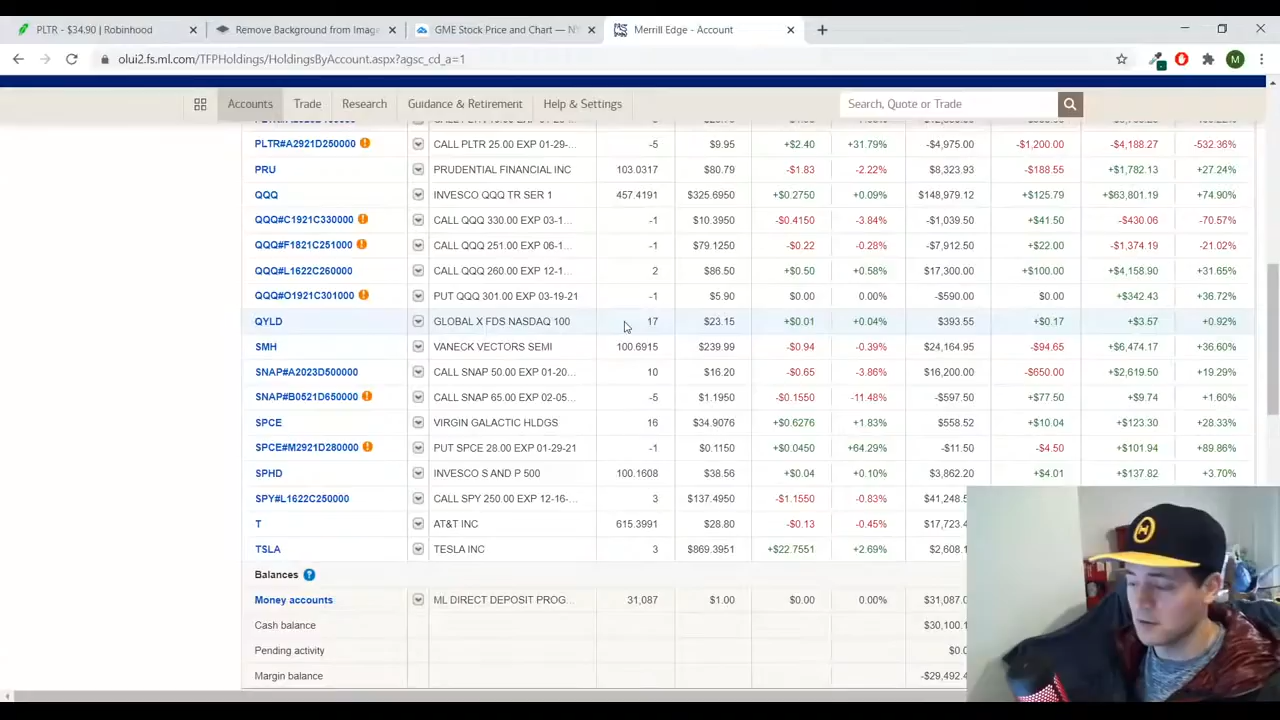 PLTR - $34.90 | Robinhood Remove Background from Imag GME Stock Price and Chart — N Merrill Edge - Account
olui2.fs.ml.com/TFPHoldings/HoldingsByAccount.aspx?agsc_cd_a=1 M
Accounts Trade Research Guidance & Retirement Help & Settings Search, Quote or Trade
PLTR#A2921D250000 CALL PLTR 25.00 EXP 01-29-... -5 $9.95 +$2.40 +31.79% -$4,975.00 -$1,200.00 -$4,188.27 -532.36%
PRU PRUDENTIAL FINANCIAL INC 103.0317 $80.79 -$1.83 -2.22% $8,323.93 -$188.55 +$1,782.13 +27.24%
QQQ INVESCO QQQ TR SER 1 457.4191 $325.6950 +$0.2750 +0.09% $148,979.12 +$125.79 +$63,801.19 +74.90%
QQQ#C1921C330000 CALL QQQ 330.00 EXP 03-1... -1 $10.3950 -$0.4150 -3.84% -$1,039.50 +$41.50 -$430.06 -70.57%
QQQ#F1821C251000 CALL QQQ 251.00 EXP 06-1... -1 $79.1250 -$0.22 -0.28% -$7,912.50 +$22.00 -$1,374.19 -21.02%
QQQ#L1622C260000 CALL QQQ 260.00 EXP 12-1... 2 $86.50 +$0.50 +0.58% $17,300.00 +$100.00 +$4,158.90 +31.65%
QQQ#O1921C301000 PUT QQQ 301.00 EXP 03-19-21 -1 $5.90 $0.00 0.00% -$590.00 $0.00 +$342.43 +36.72%
QYLD GLOBAL X FDS NASDAQ 100 17 $23.15 +$0.01 +0.04% $393.55 +$0.17 +$3.57 +0.92%
SMH VANECK VECTORS SEMI 100.6915 $239.99 -$0.94 -0.39% $24,164.95 -$94.65 +$6,474.17 +36.60%
SNAP#A2023D500000 CALL SNAP 50.00 EXP 01-20... 10 $16.20 -$0.65 -3.86% $16,200.00 -$650.00 +$2,619.50 +19.29%
SNAP#B0521D650000 CALL SNAP 65.00 EXP 02-05... -5 $1.1950 -$0.1550 -11.48% -$597.50 +$77.50 +$9.74 +1.60%
SPCE VIRGIN GALACTIC HLDGS 16 $34.9076 +$0.6276 +1.83% $558.52 +$10.04 +$123.30 +28.33%
SPCE#M2921D280000 PUT SPCE 28.00 EXP 01-29-21 -1 $0.1150 +$0.0450 +64.29% -$11.50 -$4.50 +$101.94 +89.86%
SPHD INVESCO S AND P 500 100.1608 $38.56 +$0.04 +0.10% $3,862.20 +$4.01 +$137.82 +3.70%
SPY#L1622C250000 CALL SPY 250.00 EXP 12-16-... 3 $137.4950 -$1.1550 -0.83% $41,248.5
T AT&T INC 615.3991 $28.80 -$0.13 -0.45% $17,723.4
TSLA TESLA INC 3 $869.3951 +$22.7551 +2.69% $2,608.1
Balances ?
Money accounts ML DIRECT DEPOSIT PROG... 31,087 $1.00 $0.00 0.00% $31,087.0
Cash balance $30,100.1
Pending activity $0.
Margin balance -$29,492.4